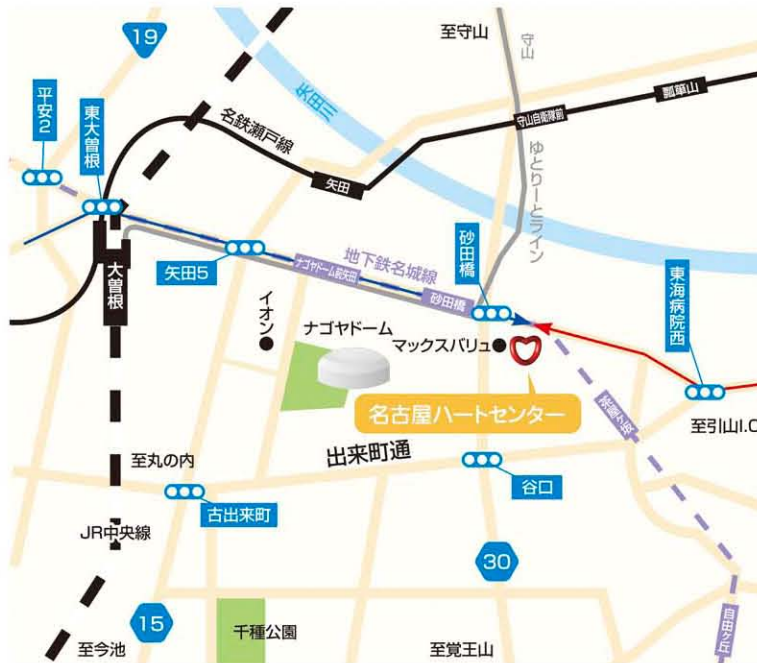 19
至守山
守山
平安2
東大曽根
名鉄瀬戸線
矢田川
守山自衛隊前
瓢箪山
矢田
ゆとりーとライン
大曽根
矢田5
地下鉄名城線
ナゴヤドーム前矢田
砂田橋
砂田橋
東海病院西
イオン
ナゴヤドーム
マックスバリュ
名古屋ハートセンター
茶屋ヶ坂
至引山I.C
至丸の内
出来町通
谷口
古出来町
JR中央線
30
15
千種公園
自由ヶ丘
至今池
至覚王山